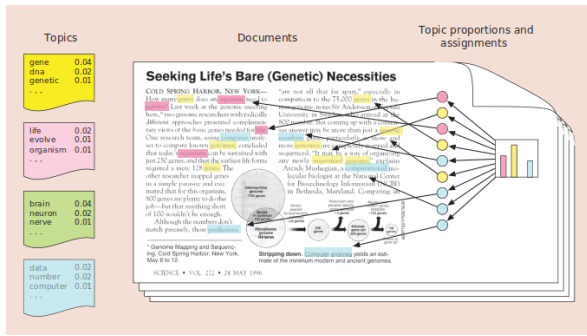 Topics
Documents
Topic proportions and
assignments
gene 0.04
dna 0.02
genetic 0.01
. . .
life 0.02
evolve 0.01
organism 0.01
. . .
brain 0.04
neuron 0.02
nerve 0.01
. . .
data 0.02
number 0.02
computer 0.01
. . .
Seeking Life's Bare (Genetic) Necessities
COLD SPRING HARBOR, NEW YORK—
How many genes does an organism need to
survive? Last week at the genome meeting
here,* two genome researchers with radically
different approaches presented complemen-
tary views of the basic genes needed for life.
One research team, using computer analy-
ses to compare known genomes, concluded
that today's organisms can be sustained with
just 250 genes, and that the earliest life forms
required a mere 128 genes. The
other researcher mapped genes
in a simple parasite and esti-
mated that for this organism,
800 genes are plenty to do the
job—but that anything short
of 100 wouldn't be enough.
Although the numbers don't
match precisely, those predictions
* Genome Mapping and Sequenc-
ing, Cold Spring Harbor, New York,
May 8 to 12.
"are not all that far apart," especially in
comparison to the 75,000 genes in the hu-
man genome, notes Siv Andersson
University in
800 number. But coming up with a consen-
sus answer may be more than just a genetic
numbers game, particularly as more and
more genomes are completely mapped and
sequenced. "It may be a way of organizing
any newly sequenced genome," explains
Arcady Mushegian, a computational mo-
lecular biologist at the National Center
for Biotechnology Information (NCBI)
in Bethesda, Maryland. Comparing an
Stripping down. Computer analysis yields an esti-
mate of the minimum modern and ancient genomes.
SCIENCE • VOL. 272 • 24 MAY 1996